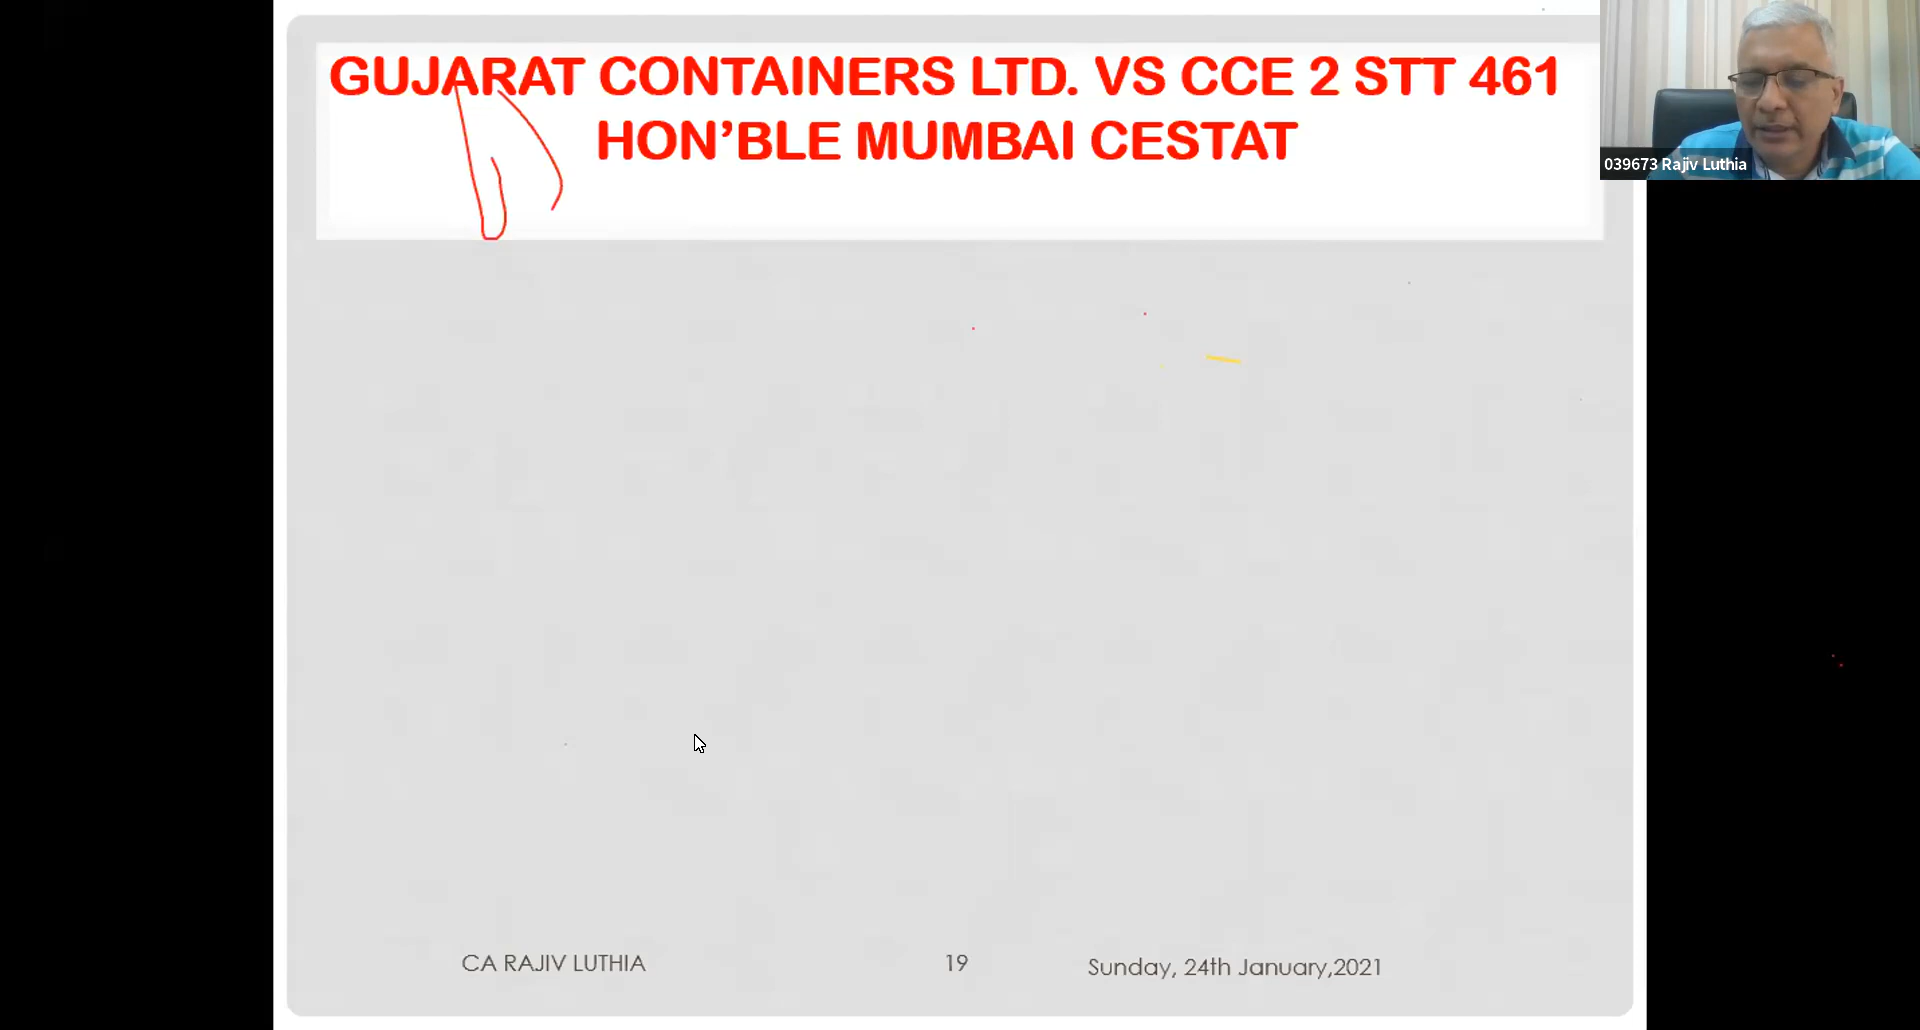 GUJARAT CONTAINERS LTD. VS CCE 2 STT 461
HON’BLE MUMBAI CESTAT
039673 Rajiv Luthia
CA RAJIV LUTHIA
19
Sunday, 24th January,2021